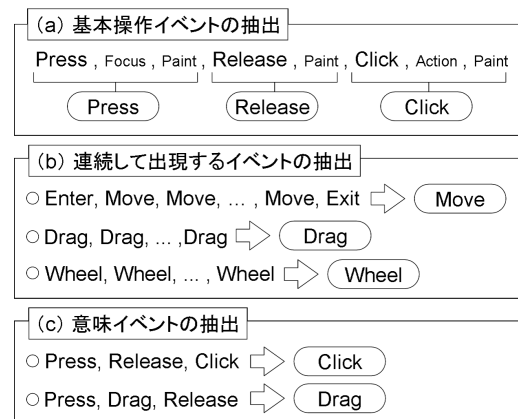 (a) 基本操作イベントの抽出
Press , Focus , Paint , Release , Paint , Click , Action , Paint
Press Release Click
(b) 連続して出現するイベントの抽出
○ Enter, Move, Move, … , Move, Exit Move
○ Drag, Drag, ... ,Drag Drag
○ Wheel, Wheel, ... , Wheel Wheel
(c) 意味イベントの抽出
○ Press, Release, Click Click
○ Press, Drag, Release Drag